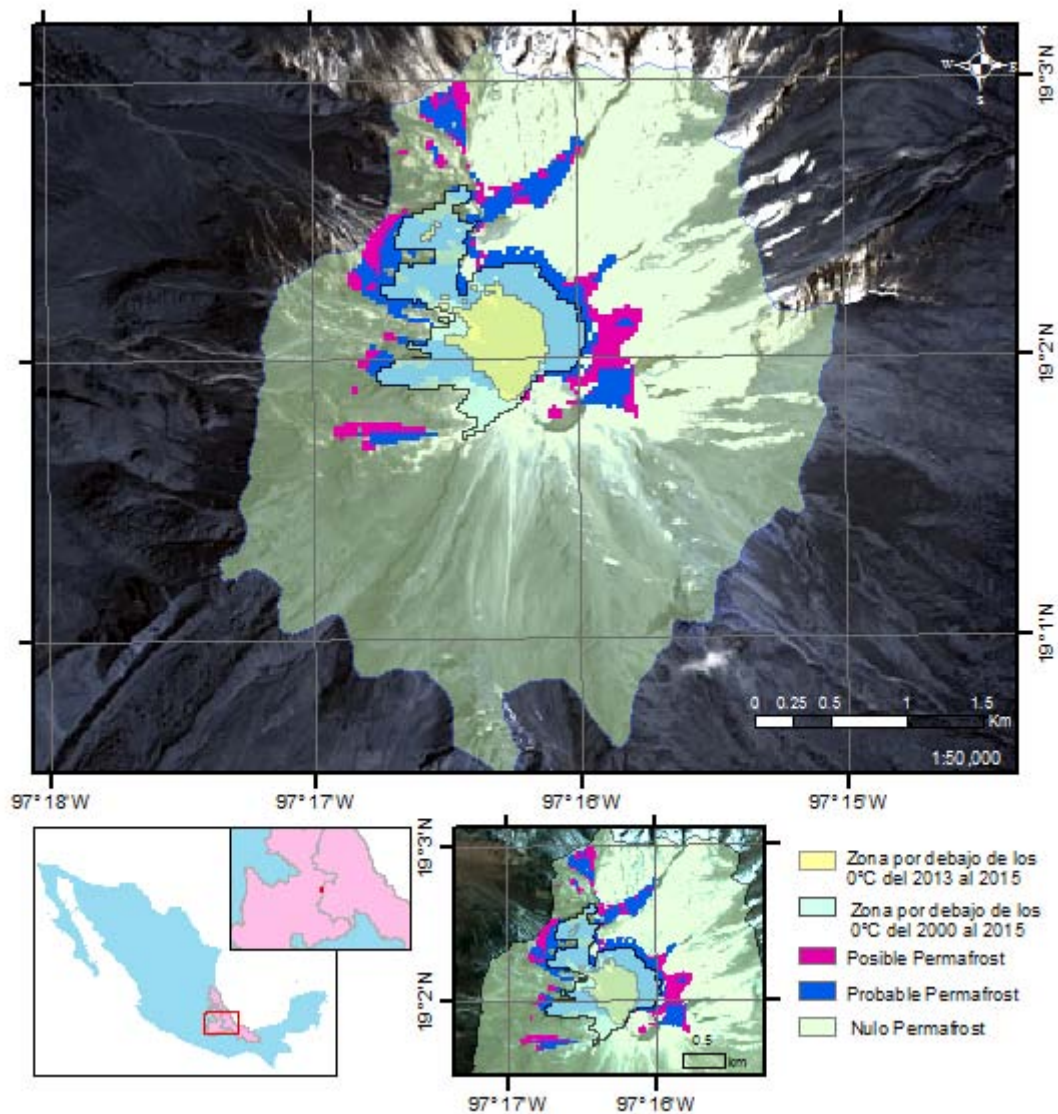 N
W E
S
19°3'N
19°2'N
19°1'N
0 0.25 0.5 1 1.5
Km
1:50,000
97°18'W 97°17'W 97°16'W 97°15'W
19°3'N
19°2'N
0.5
km
97°17'W 97°16'W
Zona por debajo de los
0°C del 2013 al 2015
Zona por debajo de los
0°C del 2000 al 2015
Posible Permafrost
Probable Permafrost
Nulo Permafrost